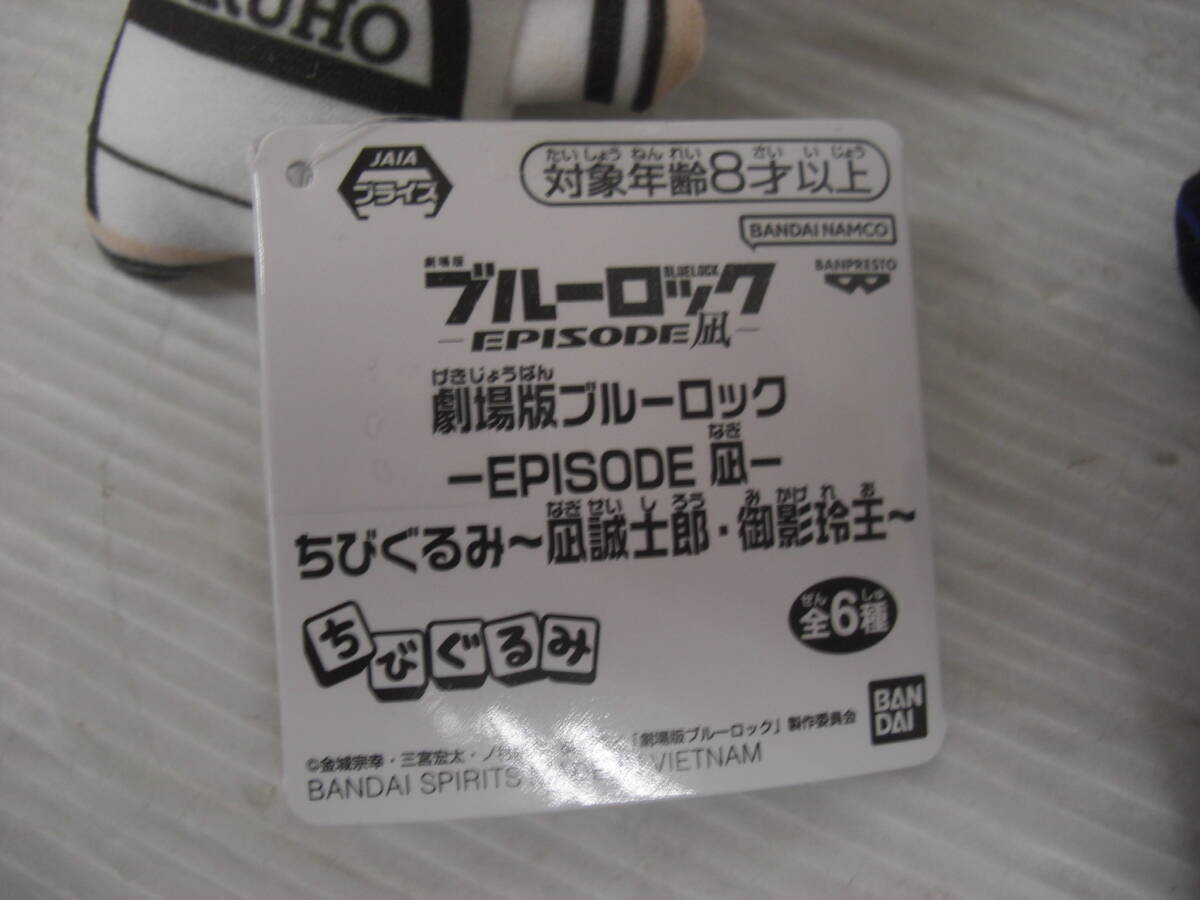 RUHO
JAIA
プライズ
たいしょうねんれい さいいじょう
対象年齢8才以上
BANDAI NAMCO
BANPRESTO
劇場版
ブルーロック
BLUELOCK
-EPISODE凪-
げきじょうばん
劇場版ブルーロック
なぎ
-EPISODE 凪-
なぎせいしろう みかげれお
ちびぐるみ~凪誠士郎・御影玲王~
ぜん しゅ
全6種
ちびぐるみ
BAN
DAI
©金城宗幸・三宮宏太・ノ村 「劇場版ブルーロック」製作委員会
BANDAI SPIRITS VIETNAM